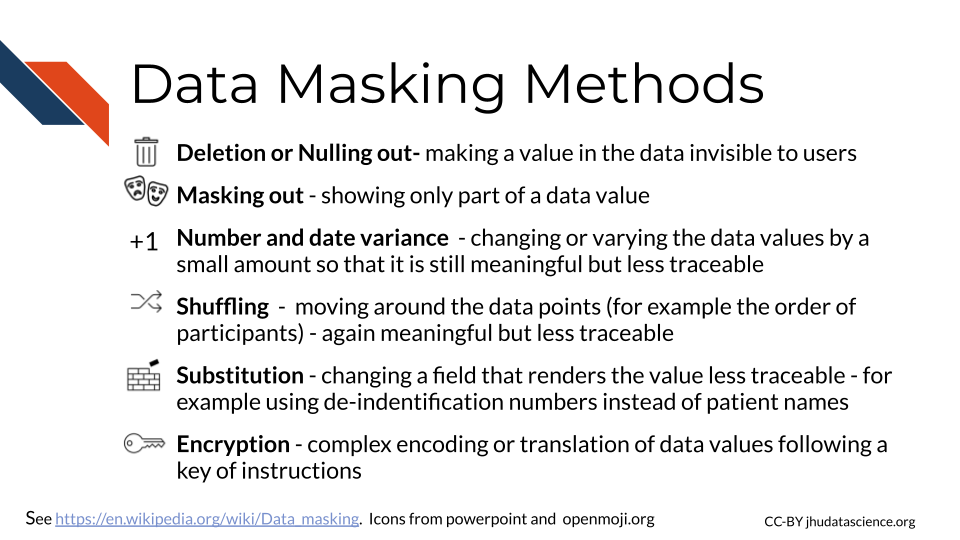 Data Masking Methods
Deletion or Nulling out- making a value in the data invisible to users
Masking out - showing only part of a data value
+1
Number and date variance - changing or varying the data values by a
small amount so that it is still meaningful but less traceable
Shuffling - moving around the data points (for example the order of
participants) - again meaningful but less traceable
Substitution - changing a field that renders the value less traceable - for
example using de-indentification numbers instead of patient names
Encryption - complex encoding or translation of data values following a
key of instructions
See https://en.wikipedia.org/wiki/Data_masking. Icons from powerpoint and openmoji.org
CC-BY jhudatascience.org